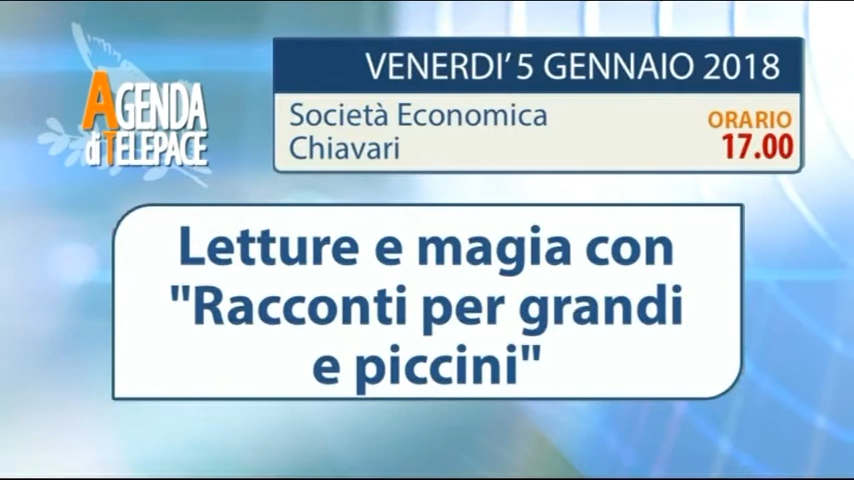 AGENDA
di TELEPACE
VENERDI' 5 GENNAIO 2018
Società Economica
Chiavari
ORARIO
17.00
Letture e magia con
"Racconti per grandi
e piccini"